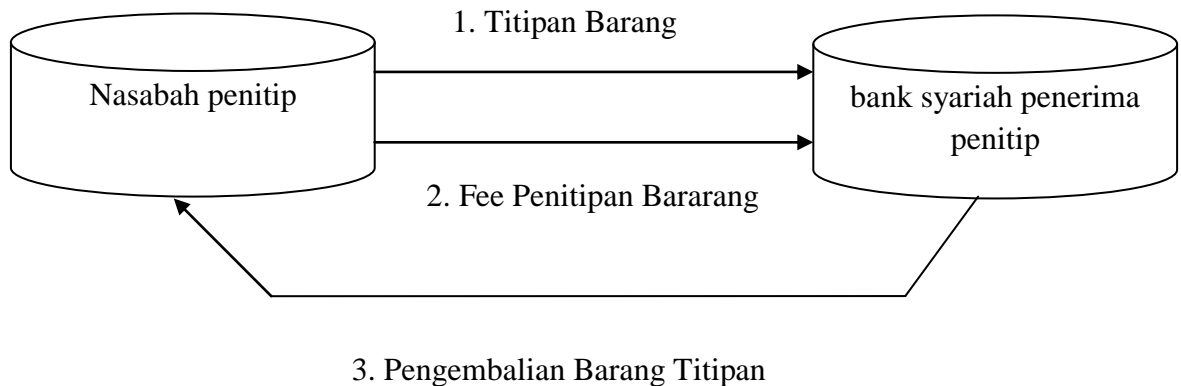 1. Titipan Barang
Nasabah penitip
bank syariah penerima
penitip
2. Fee Penitipan Bararang
3. Pengembalian Barang Titipan